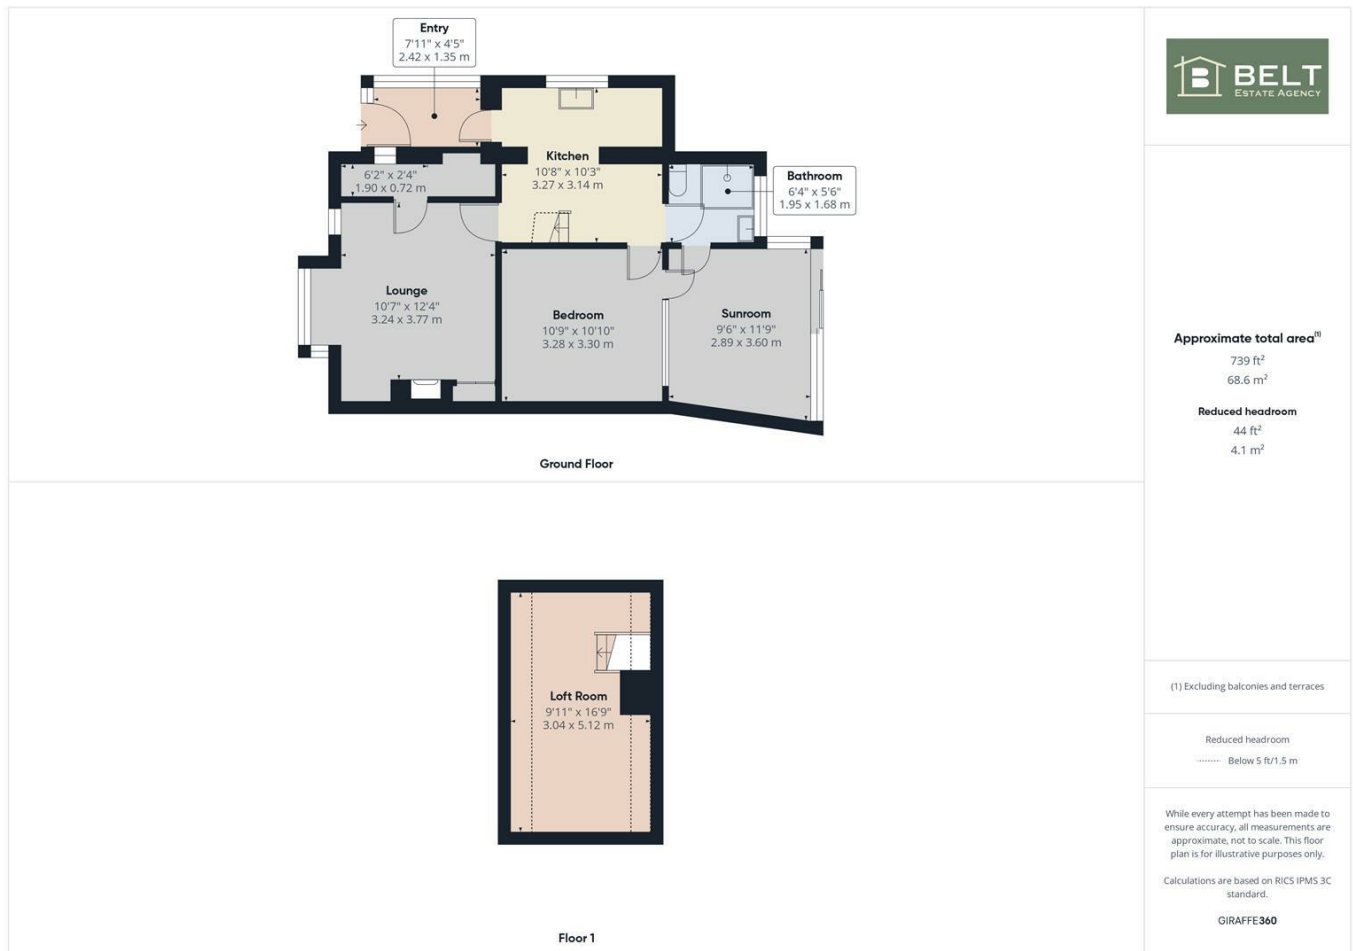 Entry
7'11" x 4'5"
2.42 x 1.35 m
Kitchen
10'8" x 10'3"
3.27 x 3.14 m
6'2" x 2'4"
1.90 x 0.72 m
Bathroom
6'4" x 5'6"
1.95 x 1.68 m
Lounge
10'7" x 12'4"
3.24 x 3.77 m
Bedroom
10'9" x 10'10"
3.28 x 3.30 m
Sunroom
9'6" x 11'9"
2.89 x 3.60 m
Ground Floor
Loft Room
9'11" x 16'9"
3.04 x 5.12 m
Floor 1
B BELT
ESTATE AGENCY
Approximate total area(1)
739 ft²
68.6 m²
Reduced headroom
44 ft²
4.1 m²
(1) Excluding balconies and terraces
Reduced headroom
Below 5 ft/1.5 m
While every attempt has been made to
ensure accuracy, all measurements are
approximate, not to scale. This floor
plan is for illustrative purposes only.
Calculations are based on RICS IPMS 3C
standard.
GIRAFFE360